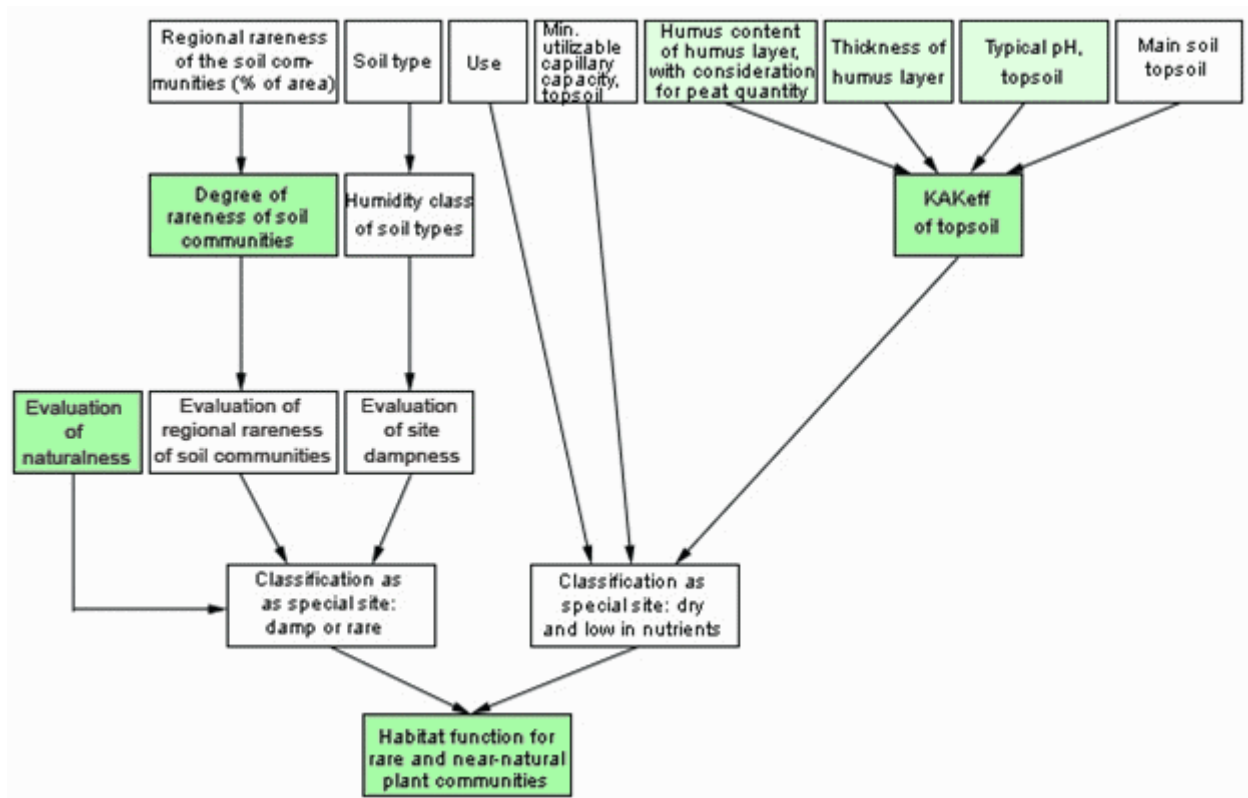 Regional rareness
of the soil com-
munities (% of area)
Soil type
Use
Min.
utilizable
capillary
capacity,
topsoil
Humus content
of humus layer,
with consideration
for peat quantity
Thickness of
humus layer
Typical pH,
topsoil
Main soil
topsoil
Degree of
rareness of soil
communities
Humidity class
of soil types
KAKeff
of topsoil
Evaluation
of
naturalness
Evaluation of
regional rareness
of soil communities
Evaluation
of site
dampness
Classification as
as special site:
damp or rare
Classification as
special site: dry
and low in nutrients
Habitat function for
rare and near-natural
plant communities